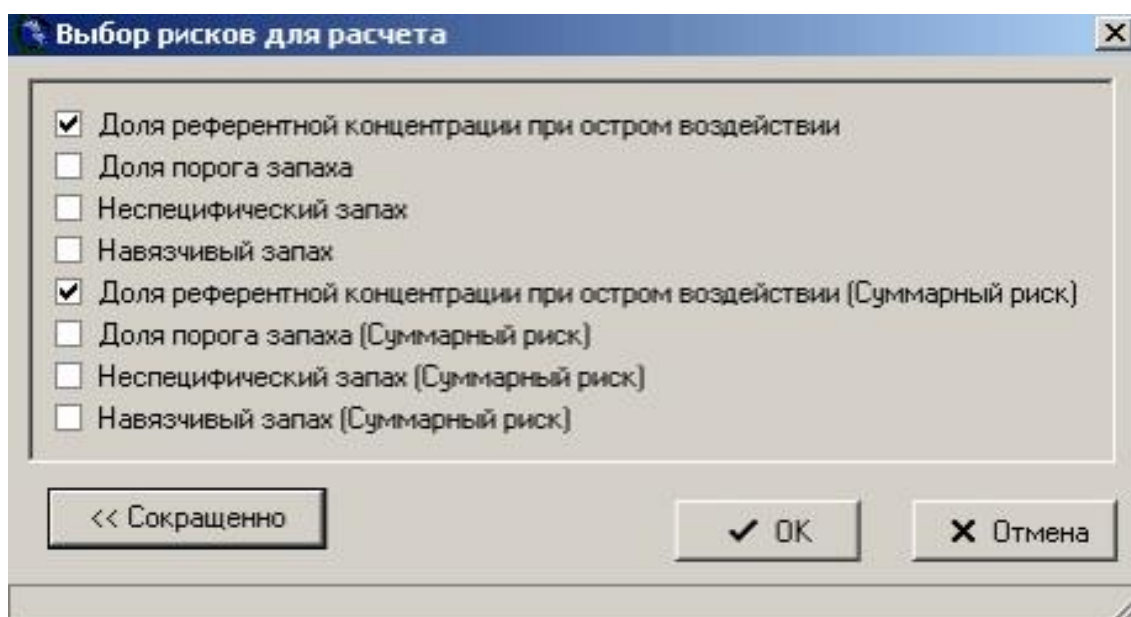 Выбор рисков для расчета
Доля референтной концентрации при остром воздействии
Доля порога запаха
Неспецифический запах
Навязчивый запах
Доля референтной концентрации при остром воздействии (Суммарный риск)
Доля порога запаха (Суммарный риск)
Неспецифический запах (Суммарный риск)
Навязчивый запах (Суммарный риск)
<< Сокращенно
OK
Отмена